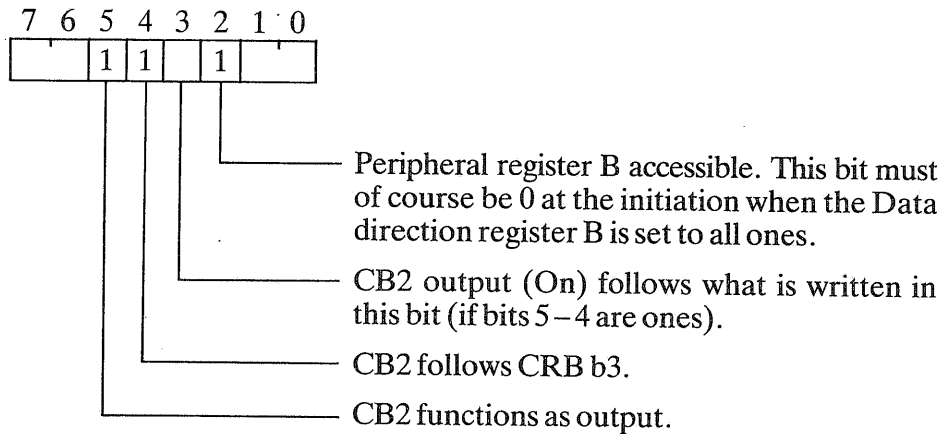 7 6 5 4 3 2 1 0
1 1 1
Peripheral register B accessible. This bit must
of course be 0 at the initiation when the Data
direction register B is set to all ones.
CB2 output (On) follows what is written in
this bit (if bits 5–4 are ones).
CB2 follows CRB b3.
CB2 functions as output.